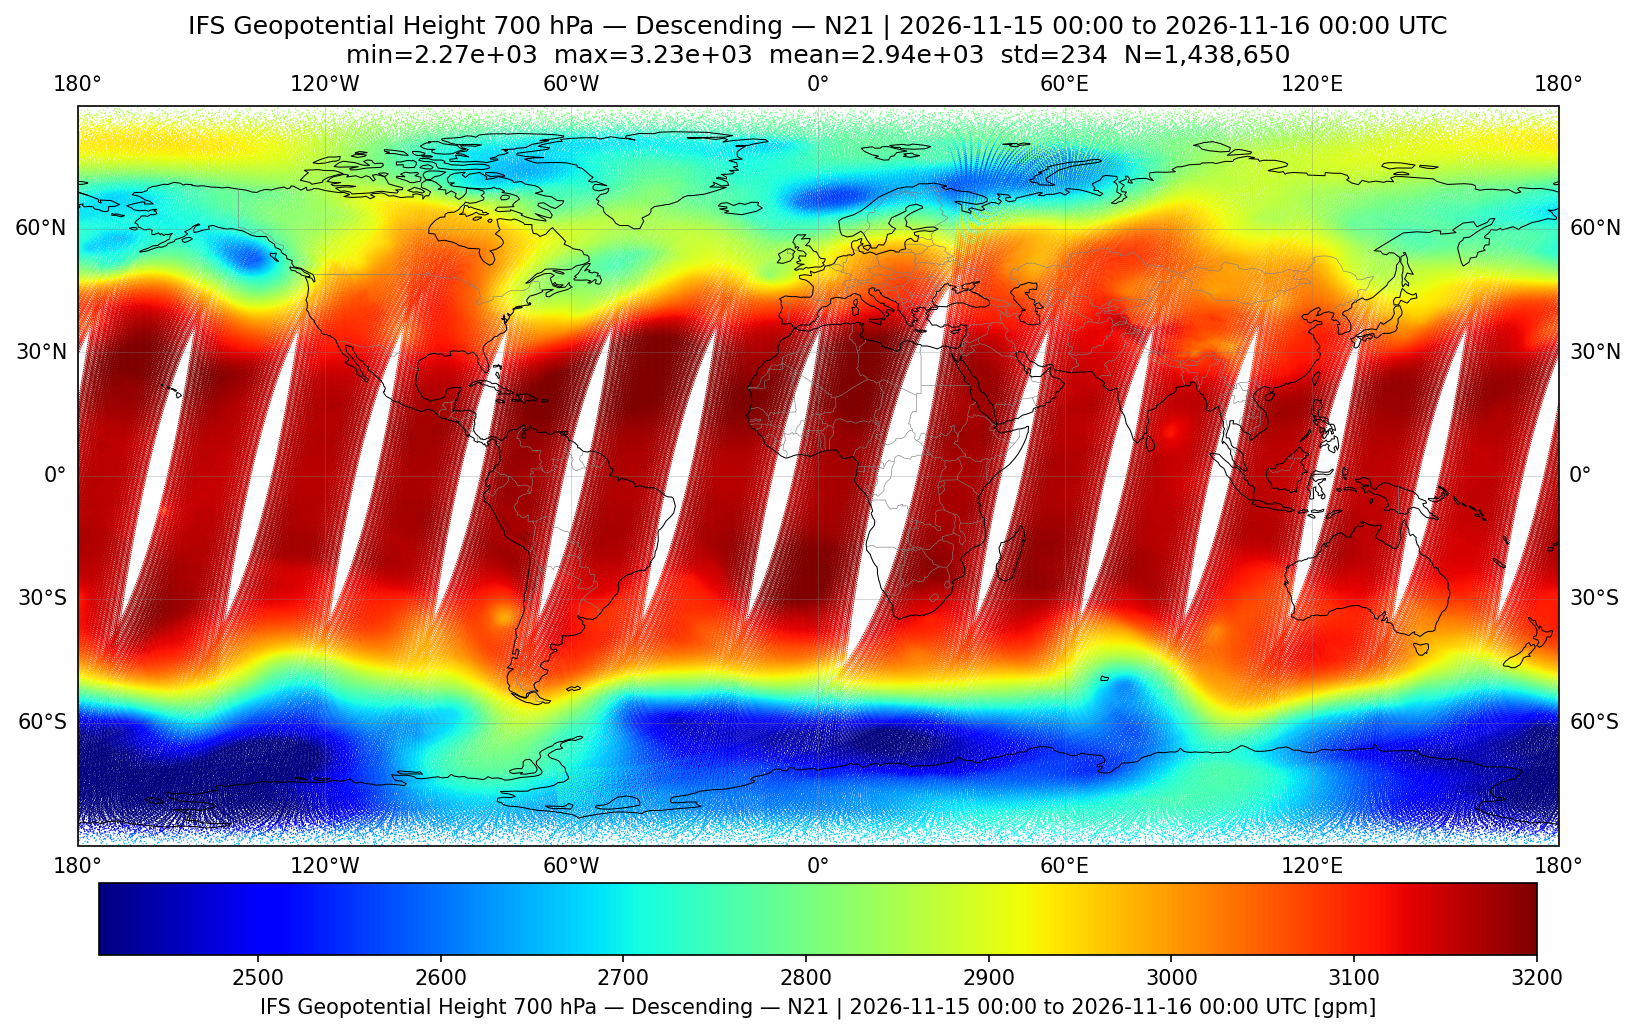 IFS Geopotential Height 700 hPa — Descending — N21 | 2026-11-15 00:00 to 2026-11-16 00:00 UTC
min=2.27e+03  max=3.23e+03  mean=2.94e+03  std=234  N=1,438,650
180° 120°W 60°W 0° 60°E 120°E 180°
60°N 60°N
30°N 30°N
0° 0°
30°S 30°S
60°S 60°S
180° 120°W 60°W 0° 60°E 120°E 180°
2500 2600 2700 2800 2900 3000 3100 3200
IFS Geopotential Height 700 hPa — Descending — N21 | 2026-11-15 00:00 to 2026-11-16 00:00 UTC [gpm]